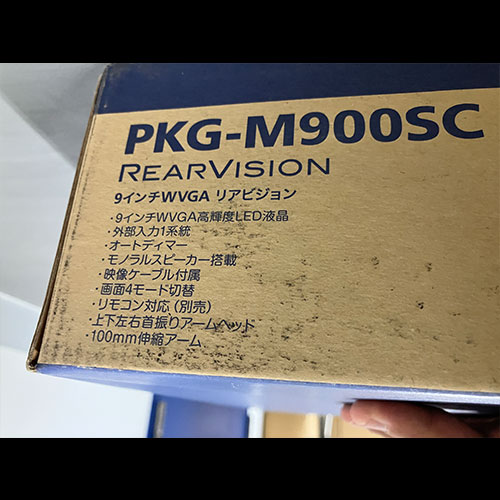 PKG-M900SC
REARVISION
9インチWVGA リアビジョン
・9インチWVGA高輝度LED液晶
・外部入力1系統
・オートディマー
・モノラルスピーカー搭載
・映像ケーブル付属
・画面4モード切替
・リモコン対応（別売）
・上下左右首振りアームヘッド
・100mm伸縮アーム